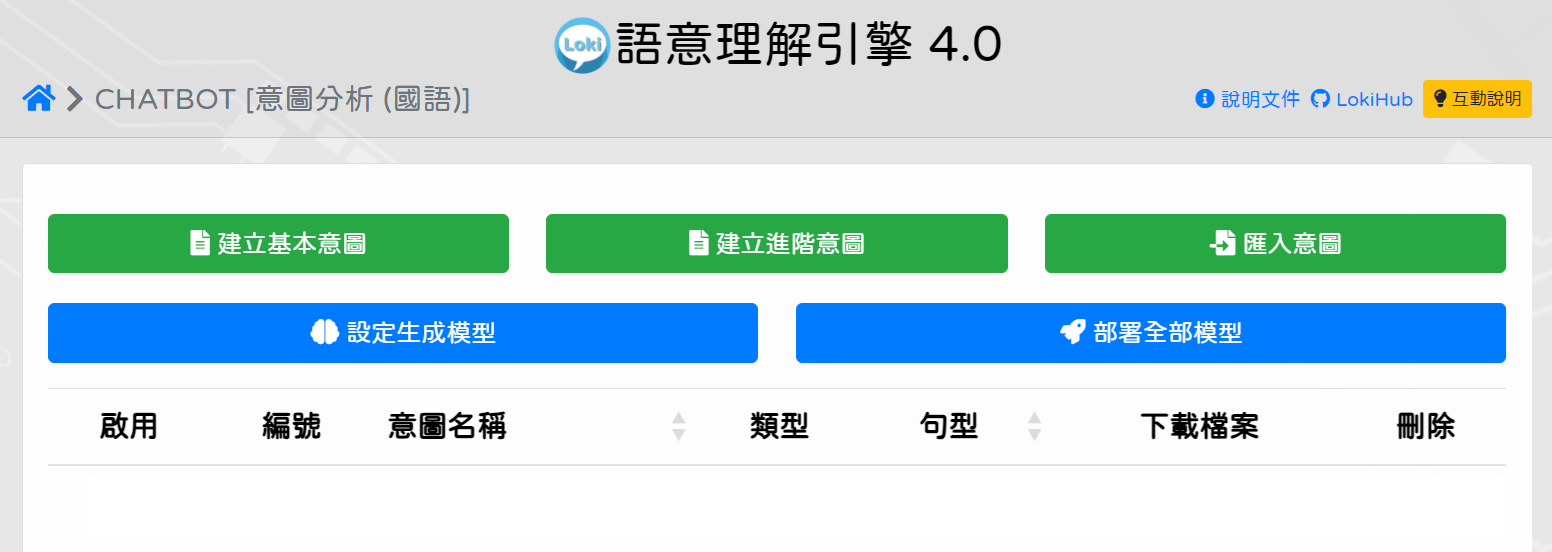 Loki 語意理解引擎 4.0
CHATBOT [意圖分析 (國語)] 說明文件 LokiHub 互動說明
建立基本意圖 建立進階意圖 匯入意圖
設定生成模型 部署全部模型
啟用 編號 意圖名稱 類型 句型 下載檔案 刪除